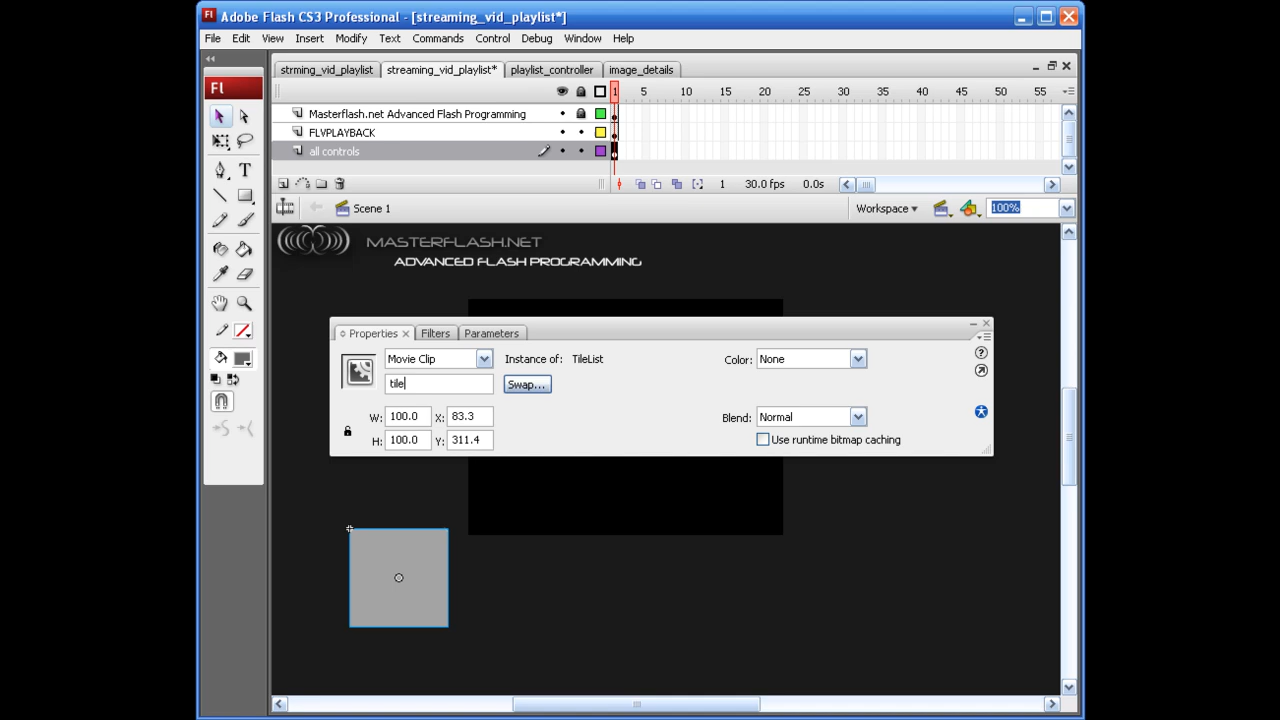 Fl Adobe Flash CS3 Professional - [streaming_vid_playlist*]
File Edit View Insert Modify Text Commands Control Debug Window Help
strming_vid_playlist streaming_vid_playlist* playlist_controller image_details
Fl
1 5 10 15 20 25 30 35 40 45 50 55
Masterflash.net Advanced Flash Programming
FLVPLAYBACK
all controls
1 30.0 fps 0.0s
Scene 1 Workspace 100%
MASTERFLASH.NET
ADVANCED FLASH PROGRAMMING
Properties Filters Parameters
Movie Clip Instance of: TileList Color: None
tile Swap...
W: 100.0 X: 83.3 Blend: Normal
H: 100.0 Y: 311.4 Use runtime bitmap caching